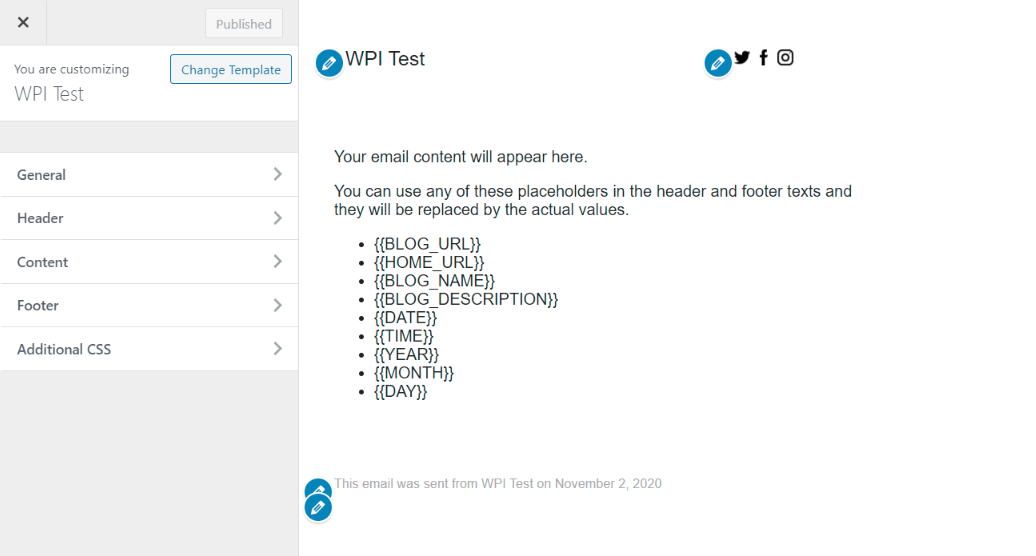 Published
You are customizing
Change Template
WPI Test
General
Header
Content
Footer
Additional CSS
WPI Test
Your email content will appear here.
You can use any of these placeholders in the header and footer texts and
they will be replaced by the actual values.
{{BLOG_URL}}
{{HOME_URL}}
{{BLOG_NAME}}
{{BLOG_DESCRIPTION}}
{{DATE}}
{{TIME}}
{{YEAR}}
{{MONTH}}
{{DAY}}
This email was sent from WPI Test on November 2, 2020